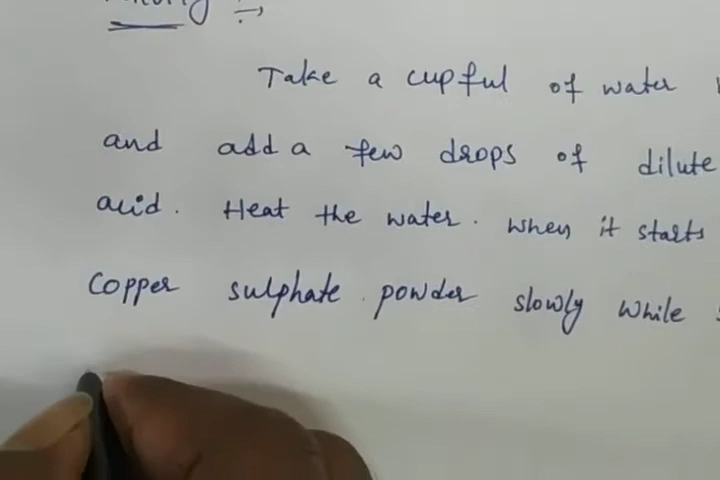 Take a cupful of water
and add a few drops of dilute
acid. Heat the water. When it starts
Copper sulphate powder slowly while